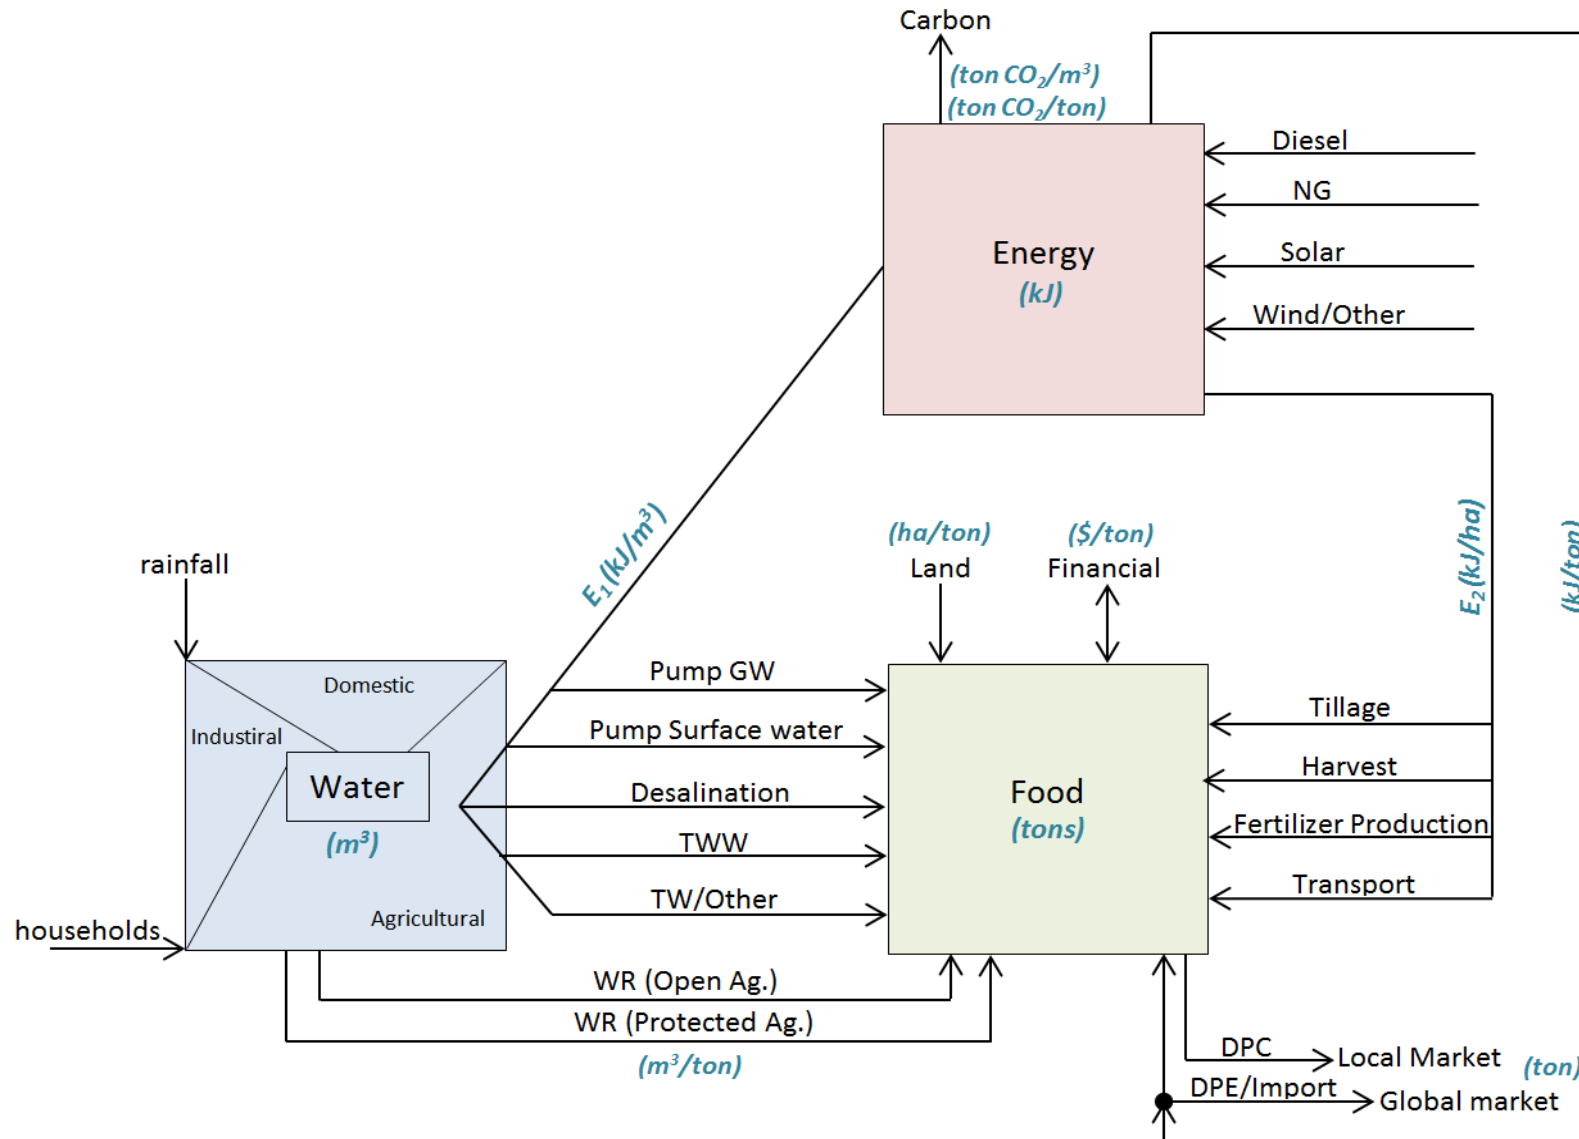 Carbon
(ton CO₂/m³)
(ton CO₂/ton)
Diesel
NG
Solar
Wind/Other
Energy
(kJ)
E₁(kJ/m³)
E₂(kJ/ha)
(kJ/ton)
(ha/ton)
Land
($/ton)
Financial
rainfall
Domestic
Industiral
Water
(m³)
Agricultural
households
Pump GW
Pump Surface water
Desalination
TWW
TW/Other
Food
(tons)
Tillage
Harvest
Fertilizer Production
Transport
WR (Open Ag.)
WR (Protected Ag.)
(m³/ton)
DPC
Local Market
(ton)
DPE/Import
Global market